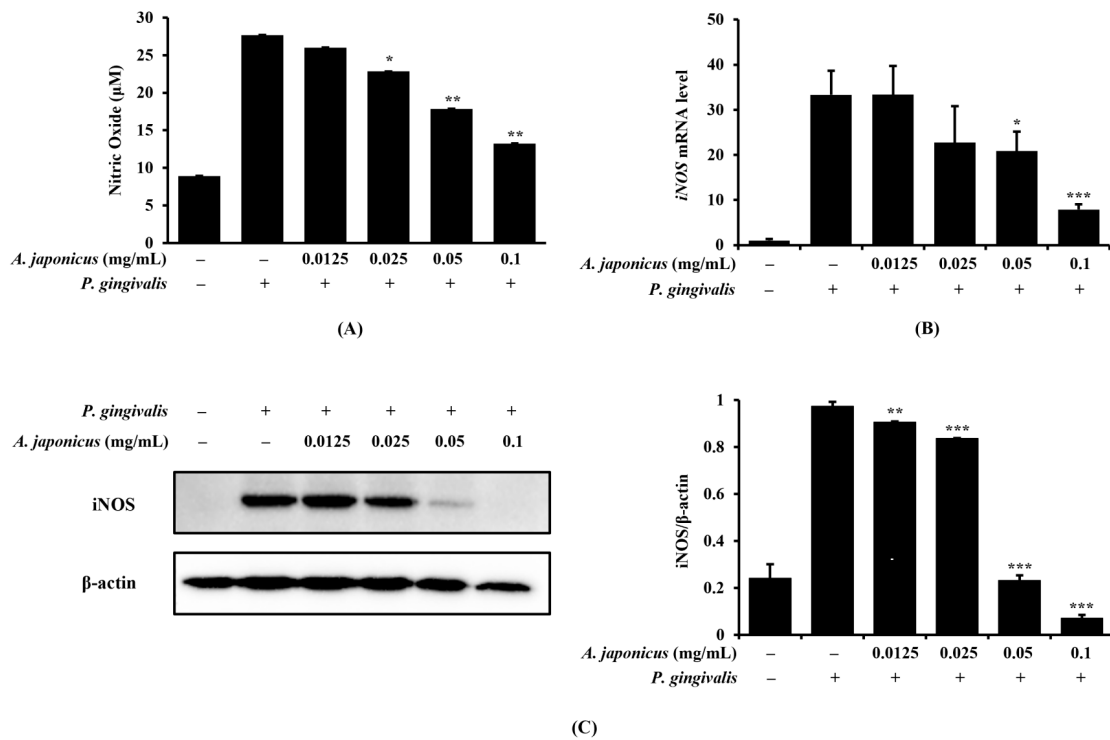 30
25
20
15
10
5
0
Nitric Oxide (µM)
*
**
**
A. japonicus (mg/mL) – – 0.0125 0.025 0.05 0.1
P. gingivalis – + + + + +
(A)
50
40
30
20
10
0
iNOS mRNA level
*
***
A. japonicus (mg/mL) – – 0.0125 0.025 0.05 0.1
P. gingivalis – + + + + +
(B)
P. gingivalis – + + + + +
A. japonicus (mg/mL) – – 0.0125 0.025 0.05 0.1
iNOS
β-actin
1
0.8
0.6
0.4
0.2
0
iNOS/β-actin
**
***
***
***
A. japonicus (mg/mL) – – 0.0125 0.025 0.05 0.1
P. gingivalis – + + + + +
(C)